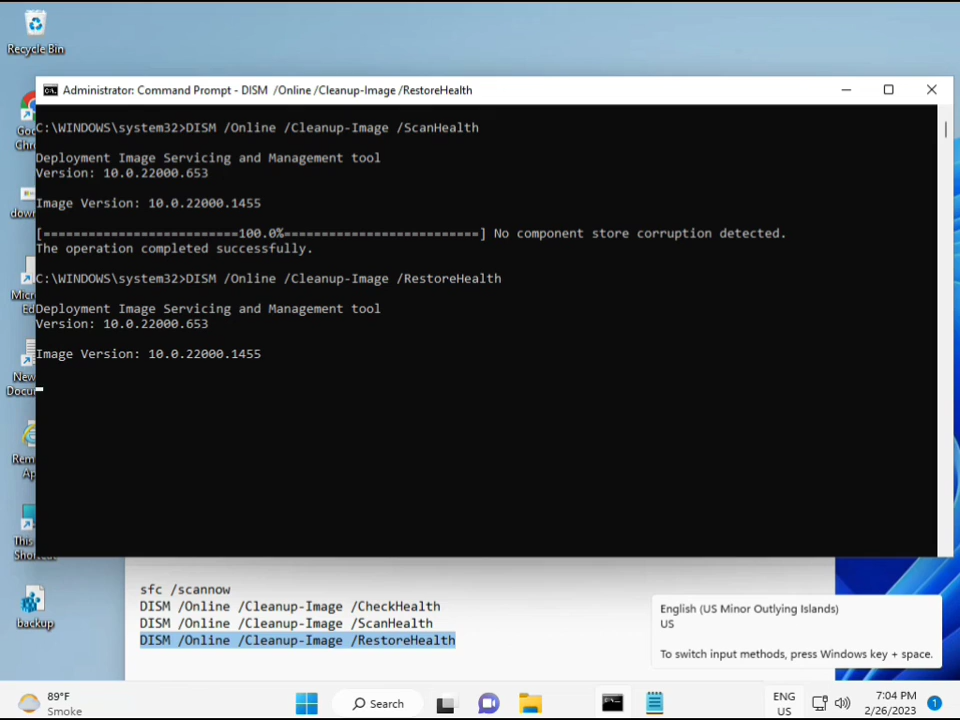 Recycle Bin
Administrator: Command Prompt - DISM /Online /Cleanup-Image /RestoreHealth
C:\WINDOWS\system32>DISM /Online /Cleanup-Image /ScanHealth
Deployment Image Servicing and Management tool
Version: 10.0.22000.653
Image Version: 10.0.22000.1455
[==========================100.0%==========================] No component store corruption detected.
The operation completed successfully.
C:\WINDOWS\system32>DISM /Online /Cleanup-Image /RestoreHealth
Deployment Image Servicing and Management tool
Version: 10.0.22000.653
Image Version: 10.0.22000.1455
backup
sfc /scannow
DISM /Online /Cleanup-Image /CheckHealth
DISM /Online /Cleanup-Image /ScanHealth
DISM /Online /Cleanup-Image /RestoreHealth
English (US Minor Outlying Islands)
US
To switch input methods, press Windows key + space.
89°F
Smoke
Search
ENG
US
7:04 PM
2/26/2023
1